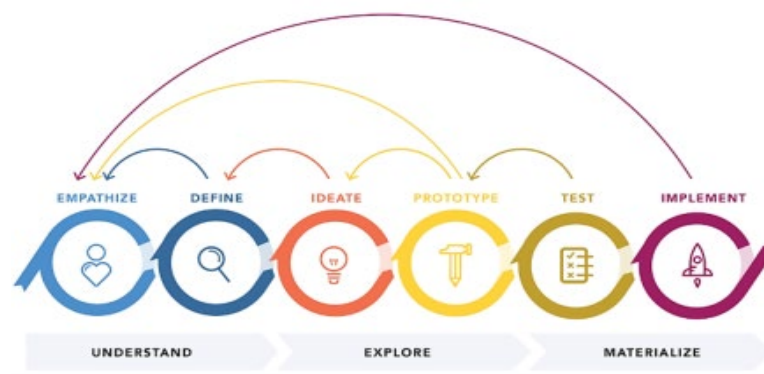 EMPATHIZE DEFINE IDEATE PROTOTYPE TEST IMPLEMENT
UNDERSTAND EXPLORE MATERIALIZE